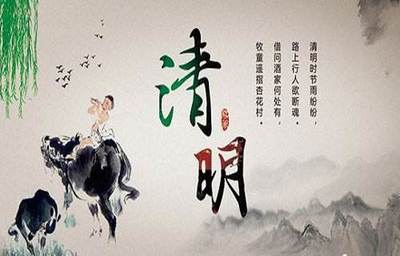 清明
清明时节雨纷纷，
路上行人欲断魂。
借问酒家何处有，
牧童遥指杏花村。